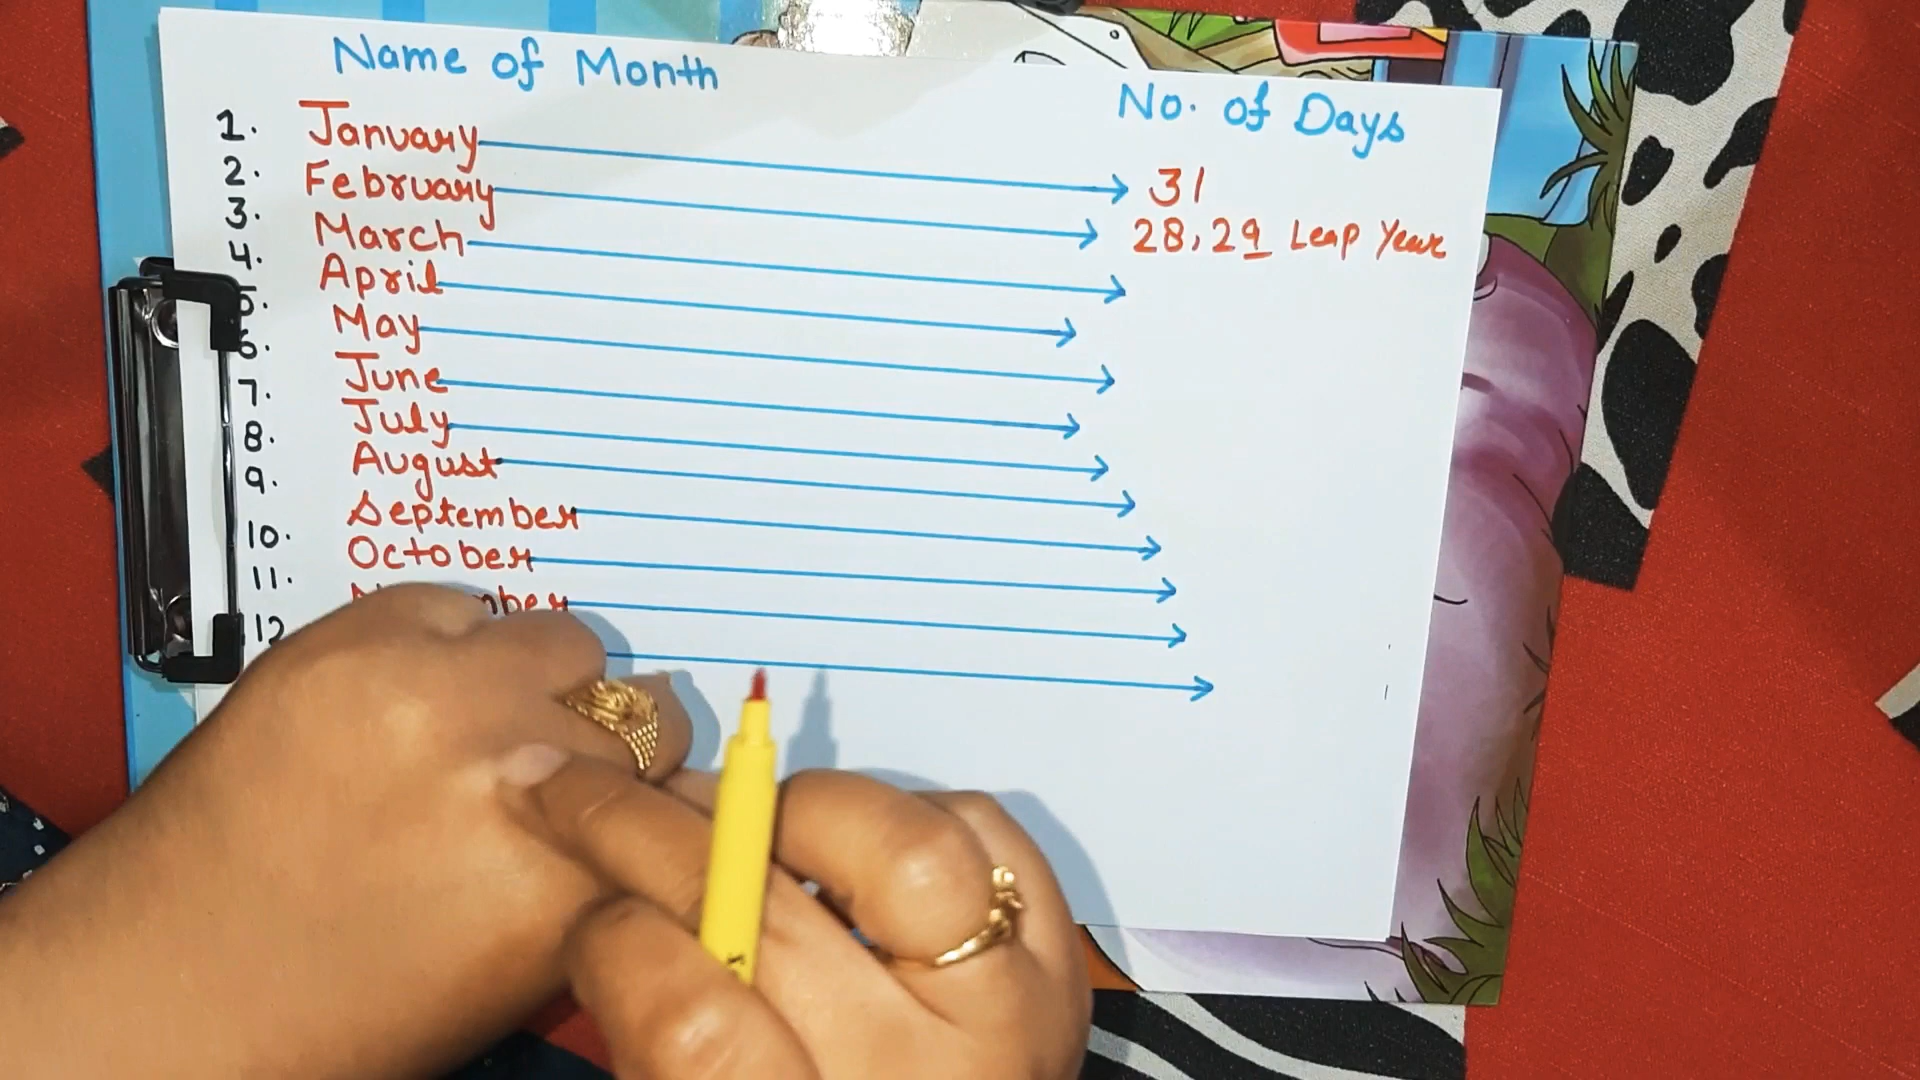 Name of Month No. of Days
1. January 31
2. February 28, 29 Leap Year
3. March
4. April
5. May
6. June
7. July
8. August
9. September
10. October
11.
12